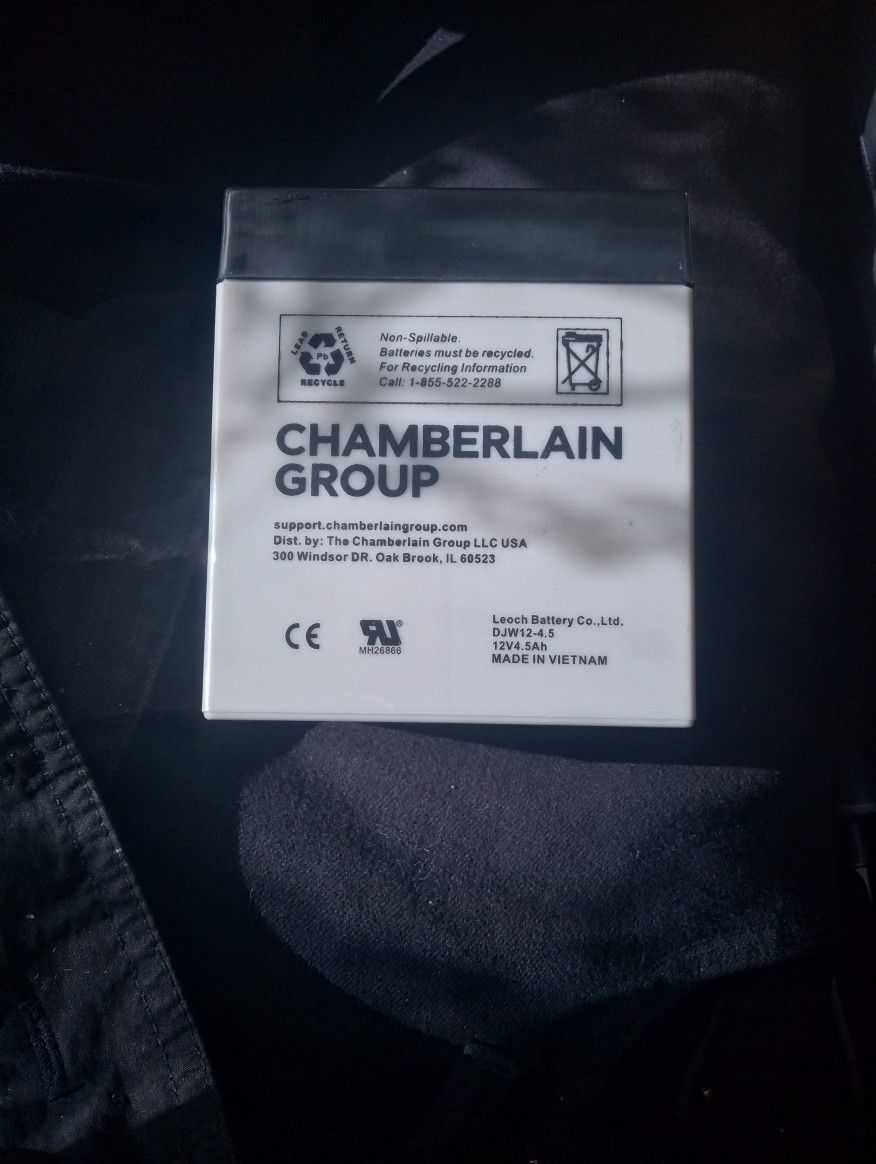 LEAD RETURN
Pb
RECYCLE
Non-Spillable.
Batteries must be recycled.
For Recycling Information
Call: 1-855-522-2288
CHAMBERLAIN
GROUP
support.chamberlaingroup.com
Dist. by: The Chamberlain Group LLC USA
300 Windsor DR. Oak Brook, IL 60523
CE
RU®
MH26866
Leoch Battery Co.,Ltd.
DJW12-4.5
12V4.5Ah
MADE IN VIETNAM